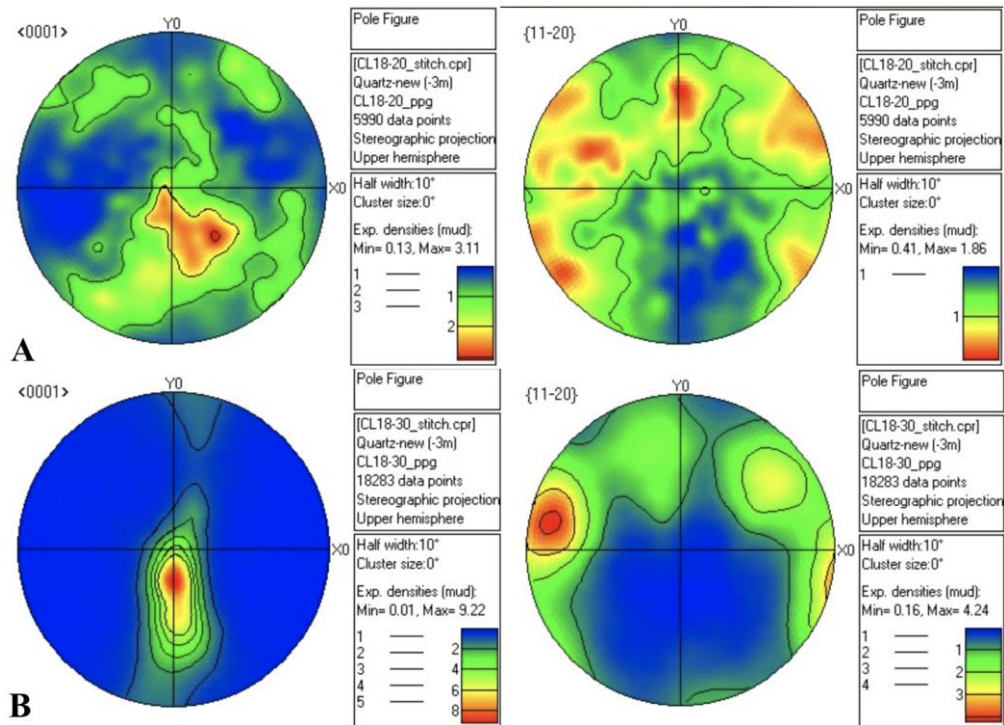 <0001>
Y0
X0
Pole Figure
[CL18-20_stitch.cpr]
Quartz-new (-3m)
CL18-20_ppg
5990 data points
Stereographic projection
Upper hemisphere
Half width:10°
Cluster size:0°
Exp. densities (mud):
Min= 0.13, Max= 3.11
1
2
3
1
2
{11-20}
Y0
X0
Pole Figure
[CL18-20_stitch.cpr]
Quartz-new (-3m)
CL18-20_ppg
5990 data points
Stereographic projection
Upper hemisphere
Half width:10°
Cluster size:0°
Exp. densities (mud):
Min= 0.41, Max= 1.86
1
1
A
<0001>
Y0
X0
Pole Figure
[CL18-30_stitch.cpr]
Quartz-new (-3m)
CL18-30_ppg
18283 data points
Stereographic projection
Upper hemisphere
Half width:10°
Cluster size:0°
Exp. densities (mud):
Min= 0.01, Max= 9.22
1
2
3
4
5
2
4
6
8
{11-20}
Y0
X0
Pole Figure
[CL18-30_stitch.cpr]
Quartz-new (-3m)
CL18-30_ppg
18283 data points
Stereographic projection
Upper hemisphere
Half width:10°
Cluster size:0°
Exp. densities (mud):
Min= 0.16, Max= 4.24
1
2
3
4
1
2
3
B